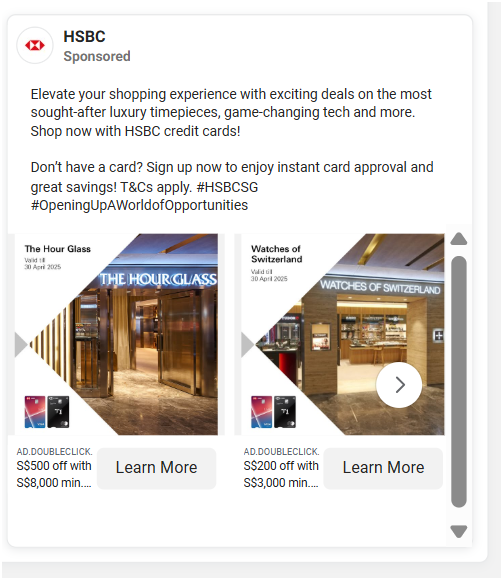 HSBC
Sponsored
Elevate your shopping experience with exciting deals on the most
sought-after luxury timepieces, game-changing tech and more.
Shop now with HSBC credit cards!
Don’t have a card? Sign up now to enjoy instant card approval and
great savings! T&Cs apply. #HSBCSG
#OpeningUpAWorldofOpportunities
The Hour Glass
Valid till
30 April 2025
THE HOUR GLASS
Watches of
Switzerland
Valid till
30 April 2025
WATCHES OF SWITZERLAND
AD.DOUBLECLICK.
S$500 off with
S$8,000 min....
Learn More
AD.DOUBLECLICK.
S$200 off with
S$3,000 min....
Learn More